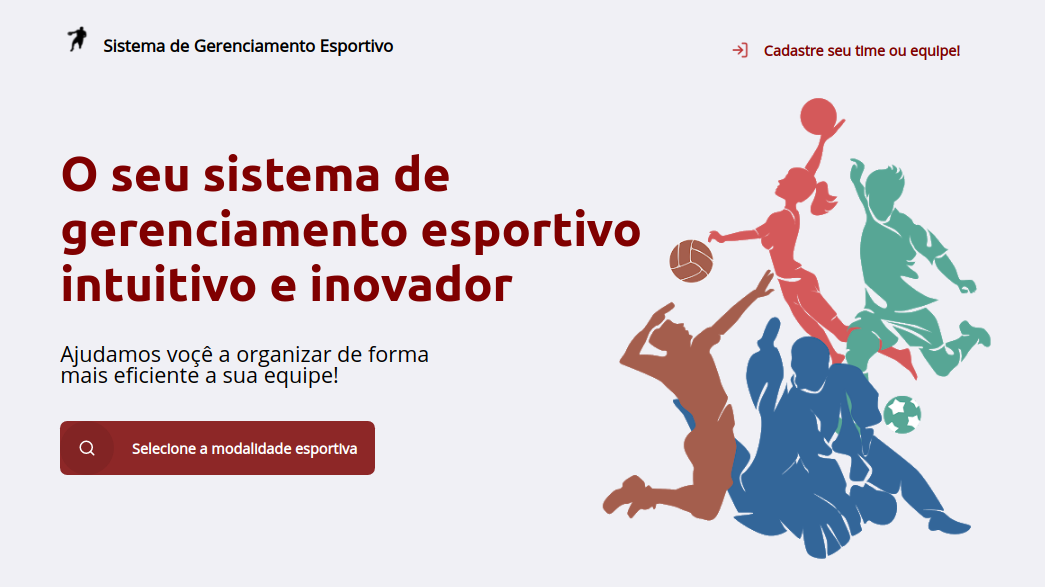 Sistema de Gerenciamento Esportivo
Cadastre seu time ou equipe!
O seu sistema de
gerenciamento esportivo
intuitivo e inovador
Ajudamos voçê a organizar de forma
mais eficiente a sua equipe!
Selecione a modalidade esportiva